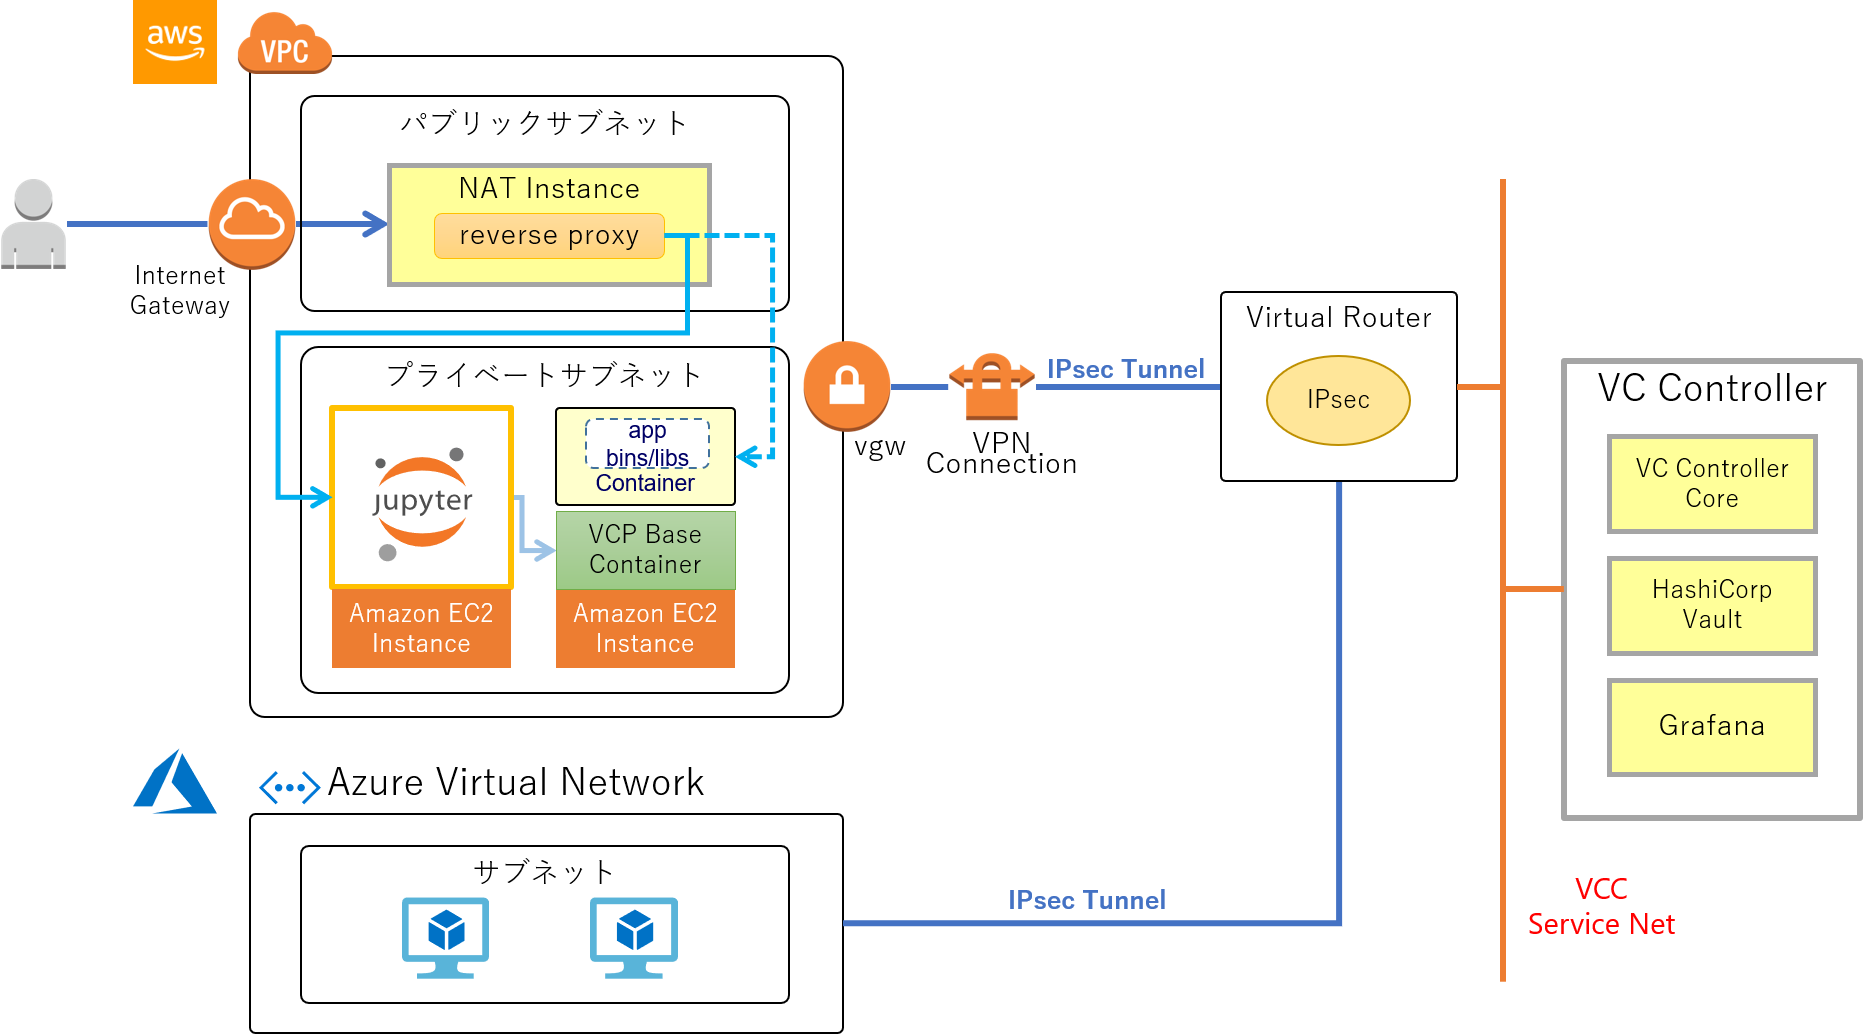 aws
VPC
パブリックサブネット
NAT Instance
reverse proxy
Internet
Gateway
プライベートサブネット
jupyter
app
bins/libs
Container
VCP Base
Container
Amazon EC2
Instance
Amazon EC2
Instance
vgw
VPN
Connection
IPsec Tunnel
Virtual Router
IPsec
VC Controller
VC Controller
Core
HashiCorp
Vault
Grafana
VCC
Service Net
Azure Virtual Network
サブネット
IPsec Tunnel